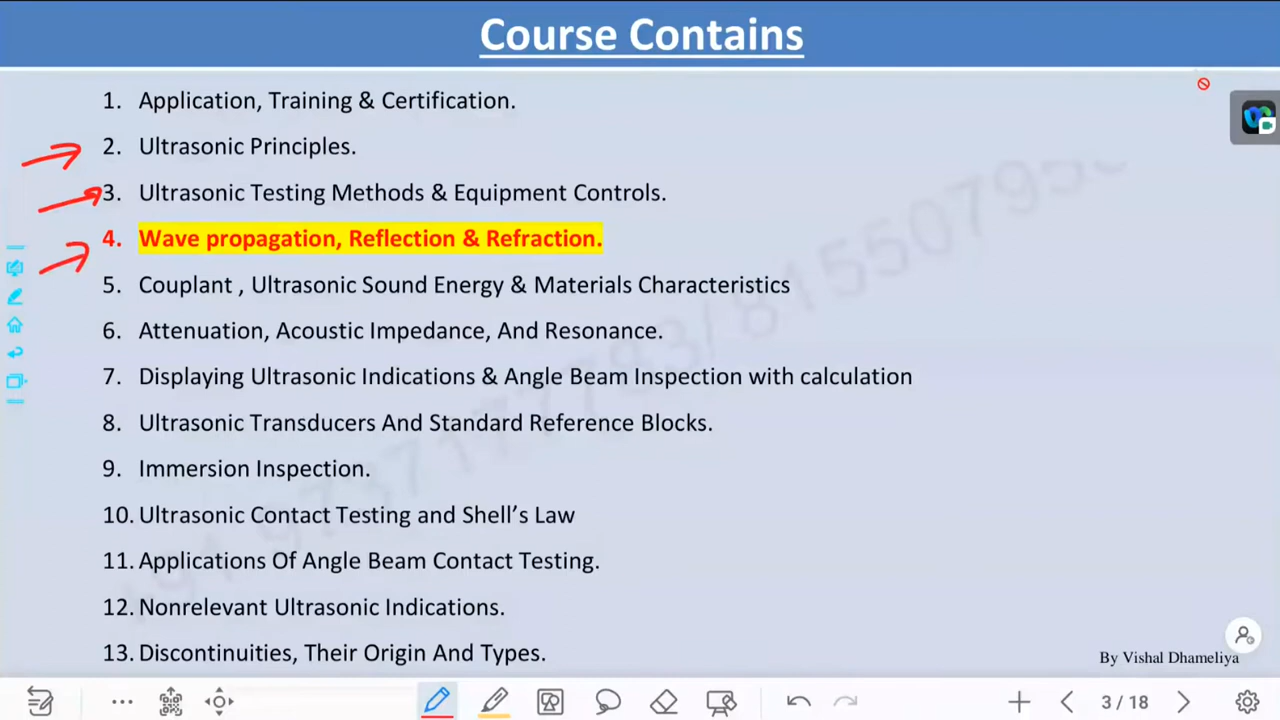 Course Contains
1. Application, Training & Certification.
2. Ultrasonic Principles.
3. Ultrasonic Testing Methods & Equipment Controls.
4. Wave propagation, Reflection & Refraction.
5. Couplant , Ultrasonic Sound Energy & Materials Characteristics
6. Attenuation, Acoustic Impedance, And Resonance.
7. Displaying Ultrasonic Indications & Angle Beam Inspection with calculation
8. Ultrasonic Transducers And Standard Reference Blocks.
9. Immersion Inspection.
10. Ultrasonic Contact Testing and Shell’s Law
11. Applications Of Angle Beam Contact Testing.
12. Nonrelevant Ultrasonic Indications.
13. Discontinuities, Their Origin And Types.
By Vishal Dhameliya
3 / 18